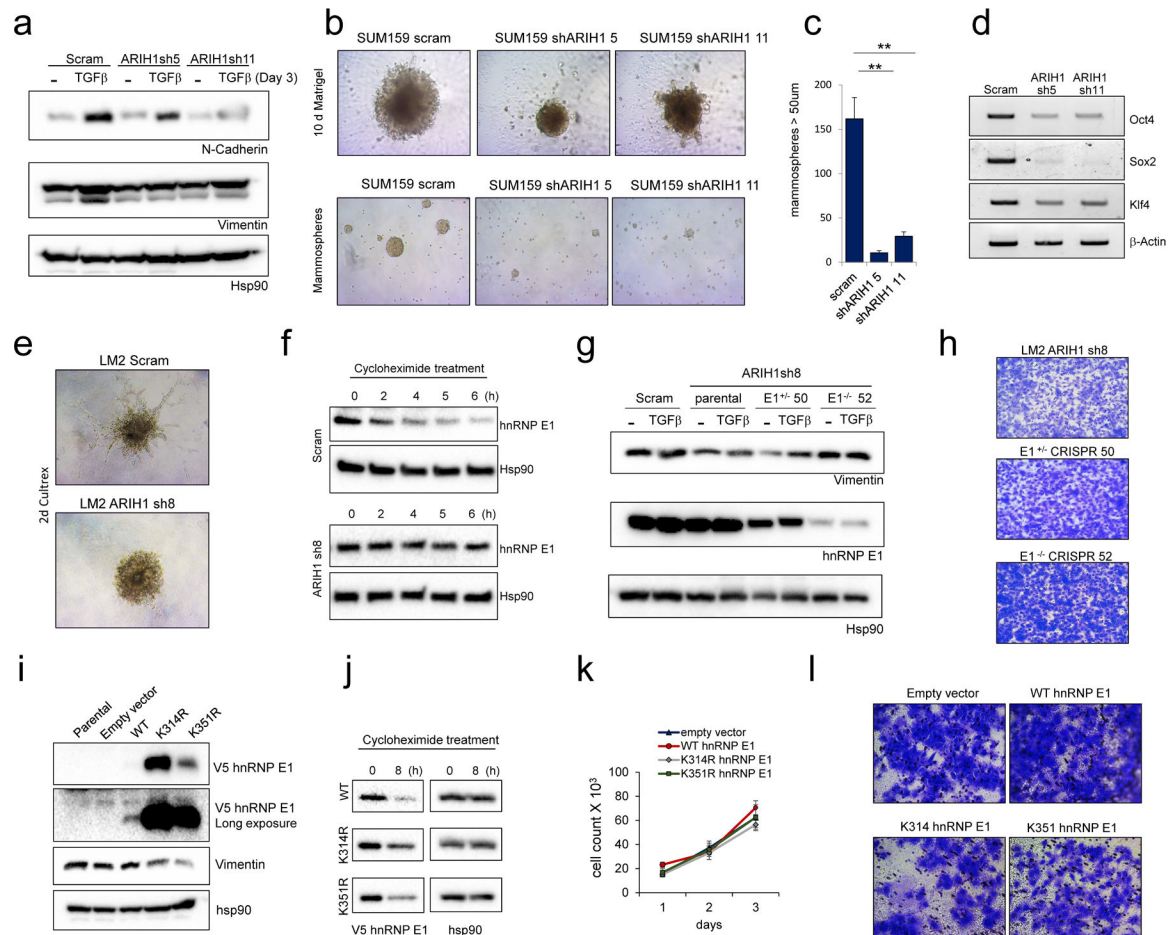 a
Scram ARIH1sh5 ARIH1sh11
- TGFβ - TGFβ - TGFβ (Day 3)
N-Cadherin
Vimentin
Hsp90
b
SUM159 scram SUM159 shARIH1 5 SUM159 shARIH1 11
10 d Matrigel
SUM159 scram SUM159 shARIH1 5 SUM159 shARIH1 11
Mammospheres
c
**
**
mammospheres > 50um
200
150
100
50
0
scram
shARIH1 5
shARIH1 11
d
ARIH1 ARIH1
Scram sh5 sh11
Oct4
Sox2
Klf4
β-Actin
e
LM2 Scram
2d Cultrex
LM2 ARIH1 sh8
f
Cycloheximide treatment
0 2 4 5 6 (h)
Scram
hnRNP E1
Hsp90
0 2 4 5 6 (h)
ARIH1 sh8
hnRNP E1
Hsp90
g
ARIH1sh8
Scram parental E1+/- 50 E1-/- 52
- TGFβ - TGFβ - TGFβ - TGFβ
Vimentin
hnRNP E1
Hsp90
h
LM2 ARIH1 sh8
E1+/- CRISPR 50
E1-/- CRISPR 52
i
Parental
Empty vector
WT
K314R
K351R
V5 hnRNP E1
V5 hnRNP E1
Long exposure
Vimentin
hsp90
j
Cycloheximide treatment
0 8 (h) 0 8 (h)
WT
K314R
K351R
V5 hnRNP E1 hsp90
k
empty vector
WT hnRNP E1
K314R hnRNP E1
K351R hnRNP E1
cell count X 10³
100
80
60
40
20
0
1 2 3
days
l
Empty vector WT hnRNP E1
K314 hnRNP E1 K351 hnRNP E1